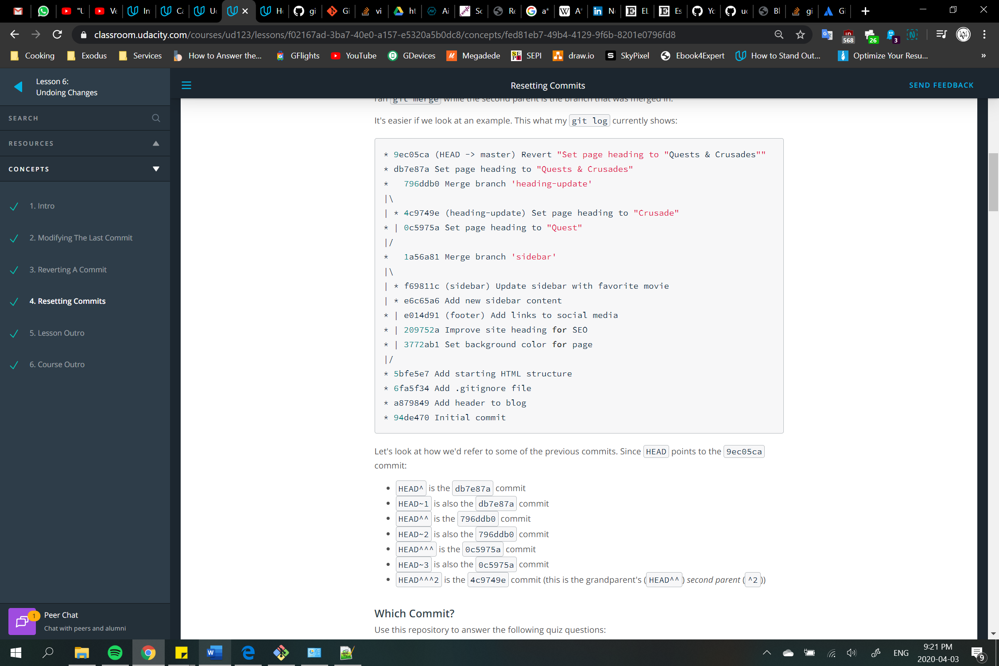 "U
Ve
In
Ca
Ud
Ho
gi
Gi
vi
ht
Ai
Sc
Re
a*
A*
N
EL
Es
Yo
uc
Bl
gi
Gi
classroom.udacity.com/courses/ud123/lessons/f02167ad-3ba7-40e0-a157-e5320a5b0dc8/concepts/fed81eb7-49b4-4129-9f6b-8201e0796fd8
568
26
3
Cooking
Exodus
Services
How to Answer the...
GFlights
YouTube
GDevices
Megadede
SEPI
draw.io
SkyPixel
Ebook4Expert
How to Stand Out...
Optimize Your Resu...
»
Lesson 6:
Undoing Changes
Resetting Commits
SEND FEEDBACK
SEARCH
RESOURCES
CONCEPTS
1. Intro
2. Modifying The Last Commit
3. Reverting A Commit
4. Resetting Commits
5. Lesson Outro
6. Course Outro
1
Peer Chat
Chat with peers and alumni
ran git merge while the second parent is the branch that was merged in.
It's easier if we look at an example. This what my git log currently shows:
* 9ec05ca (HEAD -> master) Revert "Set page heading to "Quests & Crusades""
* db7e87a Set page heading to "Quests & Crusades"
*   796ddb0 Merge branch 'heading-update'
|\
| * 4c9749e (heading-update) Set page heading to "Crusade"
* | 0c5975a Set page heading to "Quest"
|/
*   1a56a81 Merge branch 'sidebar'
|\
| * f69811c (sidebar) Update sidebar with favorite movie
| * e6c65a6 Add new sidebar content
* | e014d91 (footer) Add links to social media
* | 209752a Improve site heading for SEO
* | 3772ab1 Set background color for page
|/
* 5bfe5e7 Add starting HTML structure
* 6fa5f34 Add .gitignore file
* a879849 Add header to blog
* 94de470 Initial commit
Let's look at how we'd refer to some of the previous commits. Since HEAD points to the 9ec05ca
commit:
• HEAD^ is the db7e87a commit
• HEAD~1 is also the db7e87a commit
• HEAD^^ is the 796ddb0 commit
• HEAD~2 is also the 796ddb0 commit
• HEAD^^^ is the 0c5975a commit
• HEAD~3 is also the 0c5975a commit
• HEAD^^^2 is the 4c9749e commit (this is the grandparent's (HEAD^^) second parent (^2))
Which Commit?
Use this repository to answer the following quiz questions:
ENG
9:21 PM
2020-04-03
9